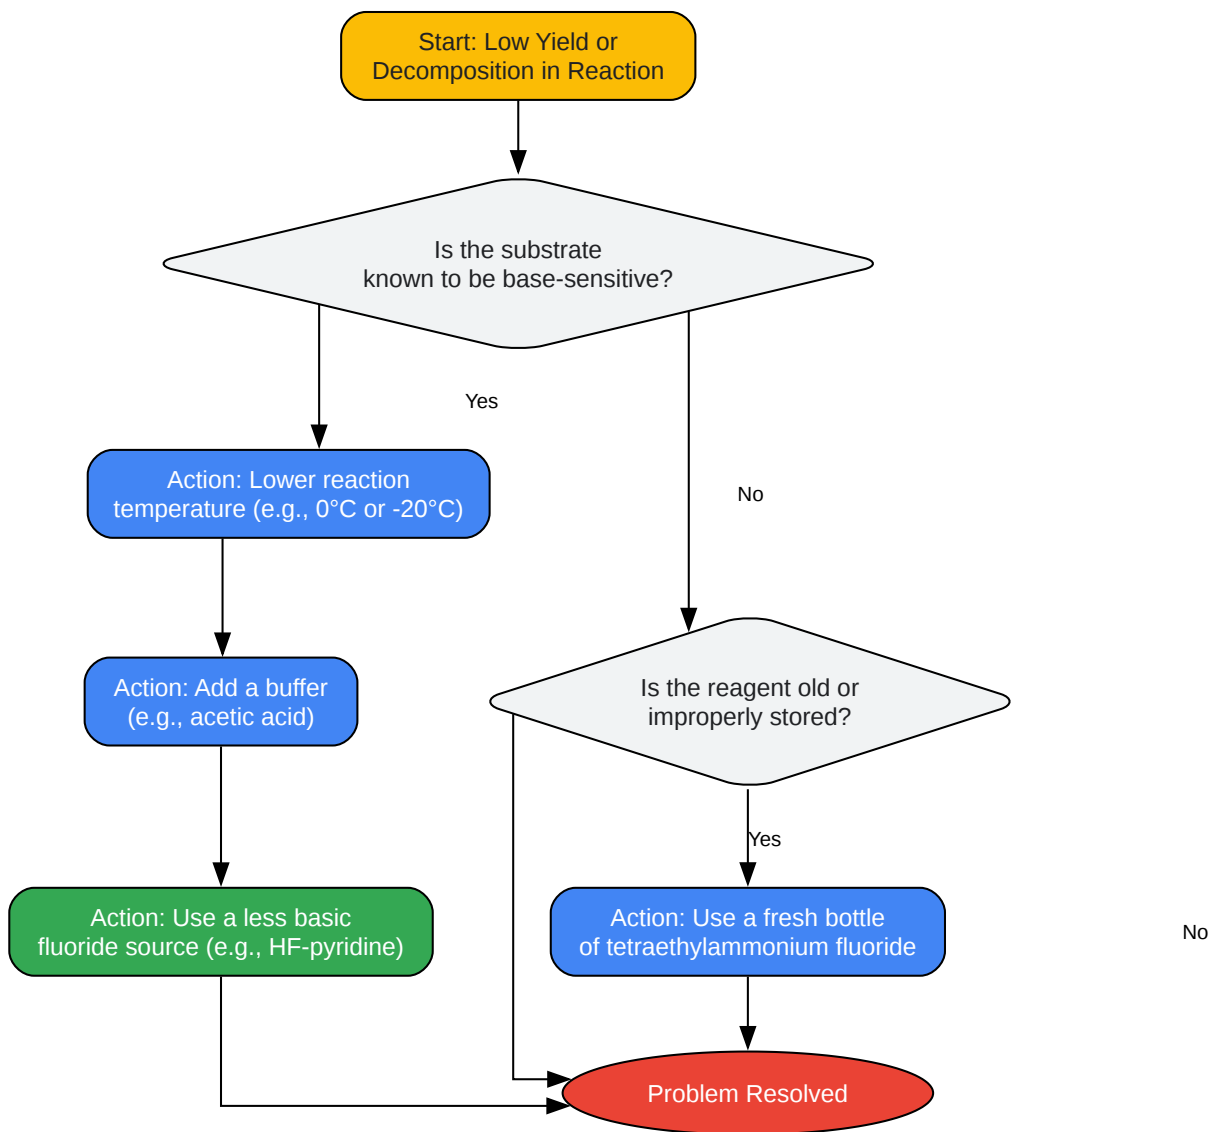 Start: Low Yield or
Decomposition in Reaction
Is the substrate
known to be base-sensitive?
Yes
Action: Lower reaction
temperature (e.g., 0°C or -20°C)
No
Action: Add a buffer
(e.g., acetic acid)
Is the reagent old or
improperly stored?
Yes
Action: Use a less basic
fluoride source (e.g., HF-pyridine)
Action: Use a fresh bottle
of tetraethylammonium fluoride
No
Problem Resolved